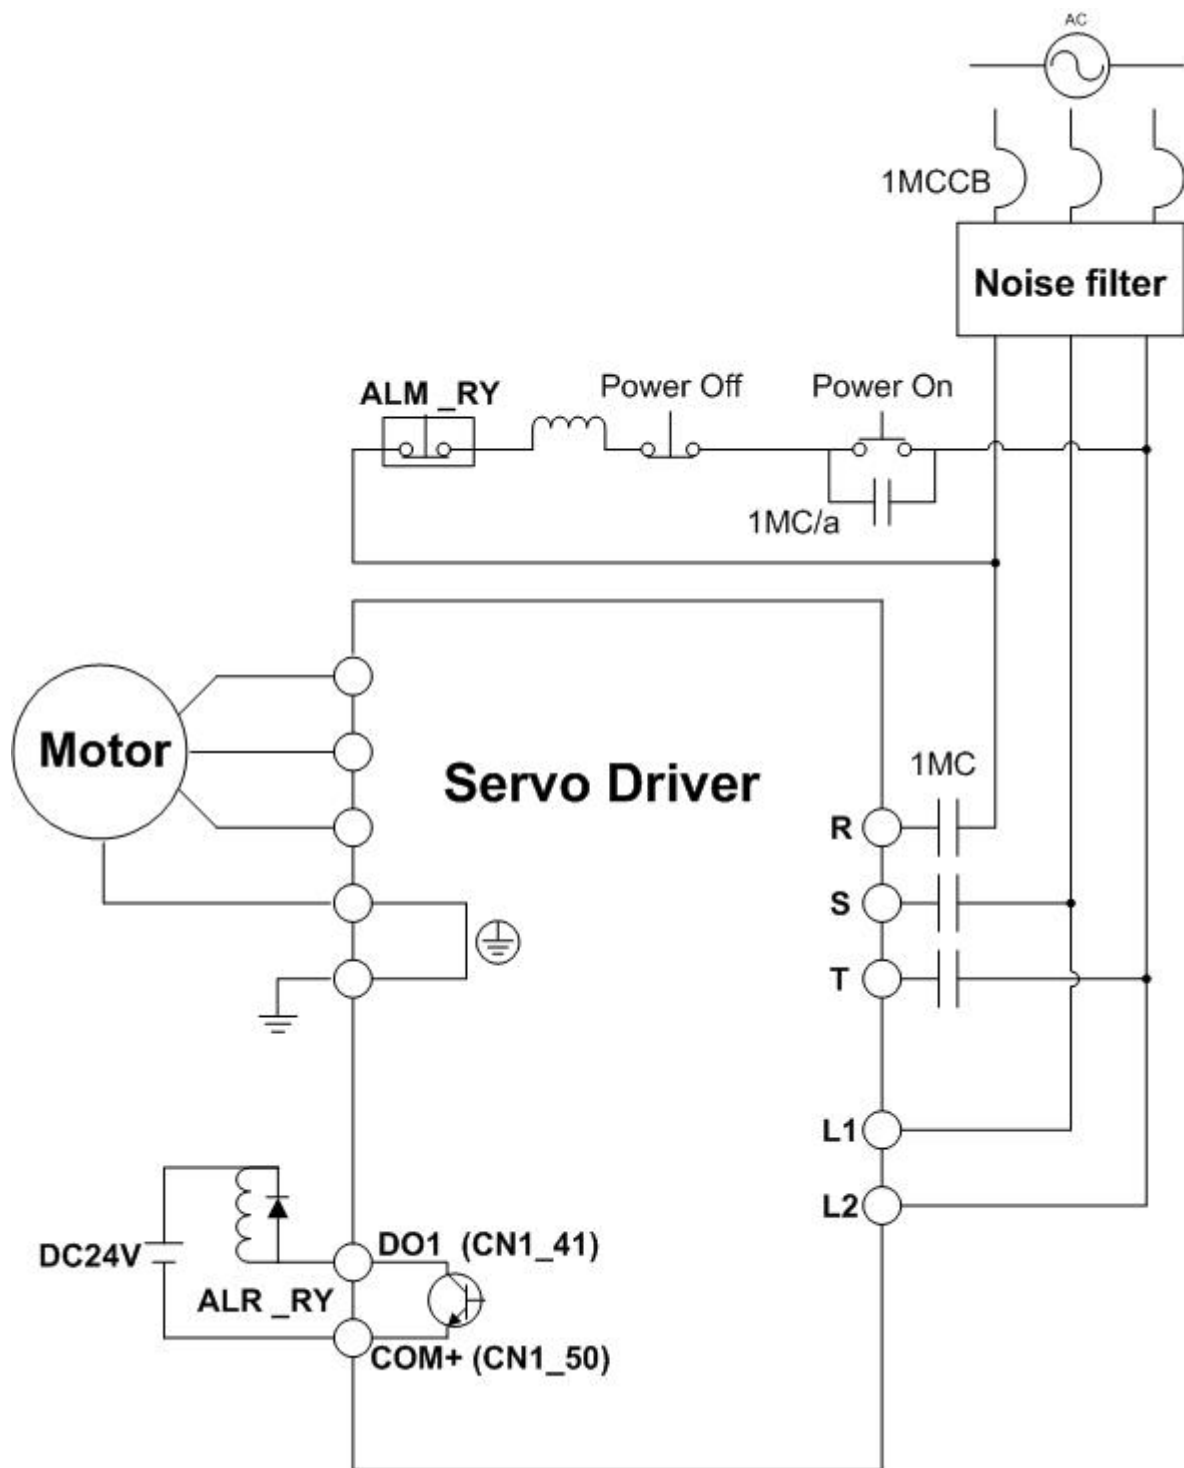 AC
1MCCB
Noise filter
ALM _RY
Power Off
Power On
1MC/a
Motor
Servo Driver
1MC
R
S
T
L1
L2
DC24V
ALR _RY
DO1 (CN1_41)
COM+ (CN1_50)